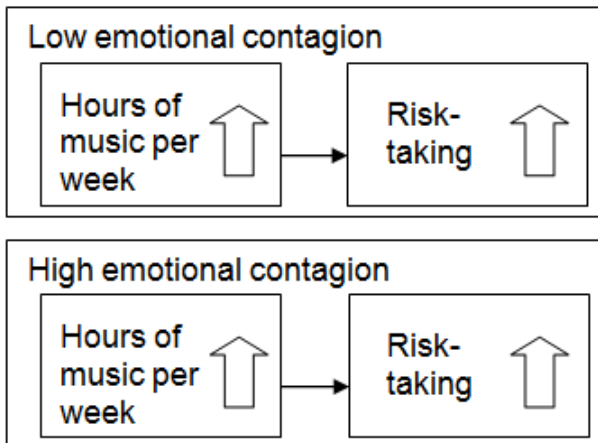 Low emotional contagion
Hours of
music per
week
Risk-
taking
High emotional contagion
Hours of
music per
week
Risk-
taking